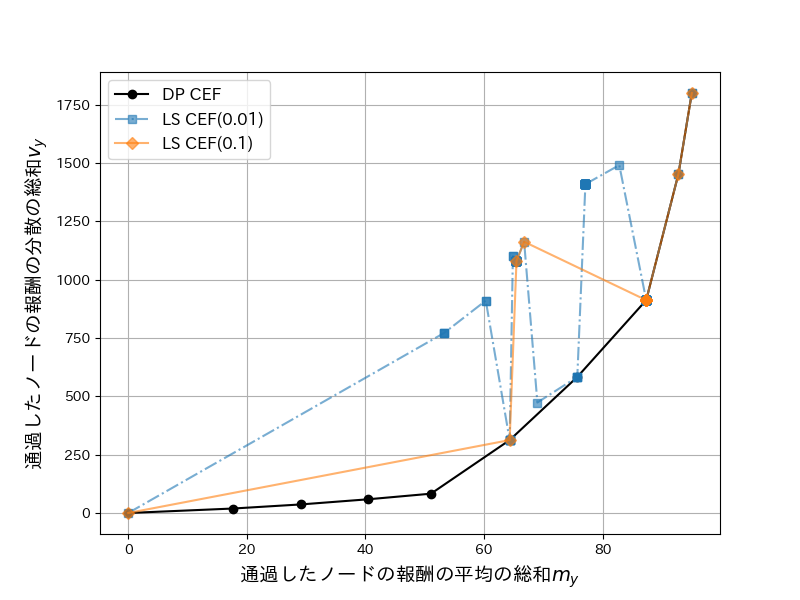 DP CEF
LS CEF(0.01)
LS CEF(0.1)
通過したノードの報酬の分散の総和v_y
1750
1500
1250
1000
750
500
250
0
0 20 40 60 80
通過したノードの報酬の平均の総和m_y